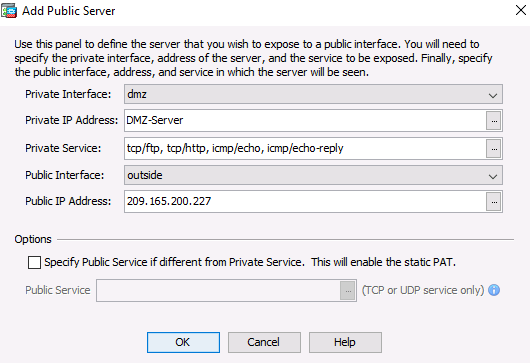 Add Public Server
Use this panel to define the server that you wish to expose to a public interface. You will need to
specify the private interface, address of the server, and the service to be exposed. Finally, specify
the public interface, address, and service in which the server will be seen.
Private Interface: dmz
Private IP Address: DMZ-Server ...
Private Service: tcp/ftp, tcp/http, icmp/echo, icmp/echo-reply ...
Public Interface: outside
Public IP Address: 209.165.200.227 ...
Options
Specify Public Service if different from Private Service. This will enable the static PAT.
Public Service ... (TCP or UDP service only) i
OK Cancel Help